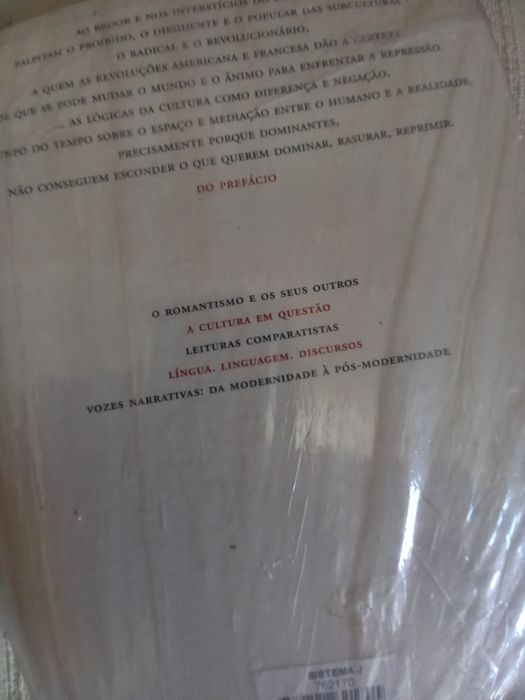 AO REDOR E NOS INTERSTÍCIOS
PALPITAM O PROIBIDO, O DISSIDENTE E O POPULAR DAS SUBCULTURAS
O RADICAL E O REVOLUCIONÁRIO,
A QUEM AS REVOLUÇÕES AMERICANA E FRANCESA DÃO A CERTEZA
DE QUE SE PODE MUDAR O MUNDO E O ÂNIMO PARA ENFRENTAR A REPRESSÃO,
... AS LÓGICAS DA CULTURA COMO DIFERENÇA E NEGAÇÃO,
DO TEMPO SOBRE O ESPAÇO E MEDIAÇÃO ENTRE O HUMANO E A REALIDADE,
PRECISAMENTE PORQUE DOMINANTES,
NÃO CONSEGUEM ESCONDER O QUE QUEREM DOMINAR, RASURAR, REPRIMIR.
DO PREFÁCIO
O ROMANTISMO E OS SEUS OUTROS
A CULTURA EM QUESTÃO
LEITURAS COMPARATISTAS
LÍNGUA. LINGUAGEM. DISCURSOS
VOZES NARRATIVAS: DA MODERNIDADE À PÓS-MODERNIDADE
SISTEMA J
762170